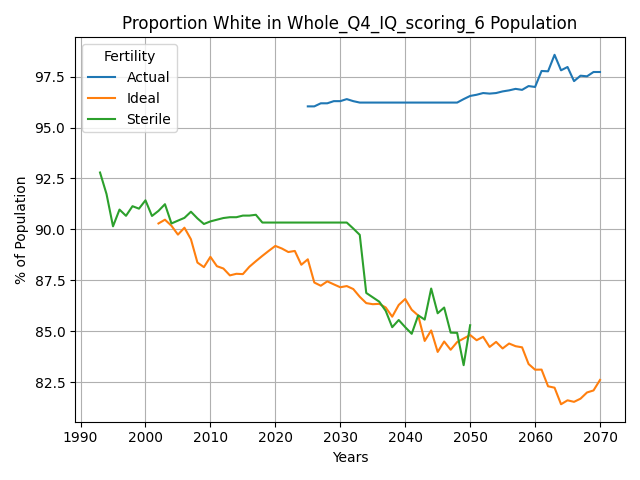 Proportion White in Whole_Q4_IQ_scoring_6 Population
Fertility
Actual
Ideal
Sterile
% of Population
97.5
95.0
92.5
90.0
87.5
85.0
82.5
1990 2000 2010 2020 2030 2040 2050 2060 2070
Years